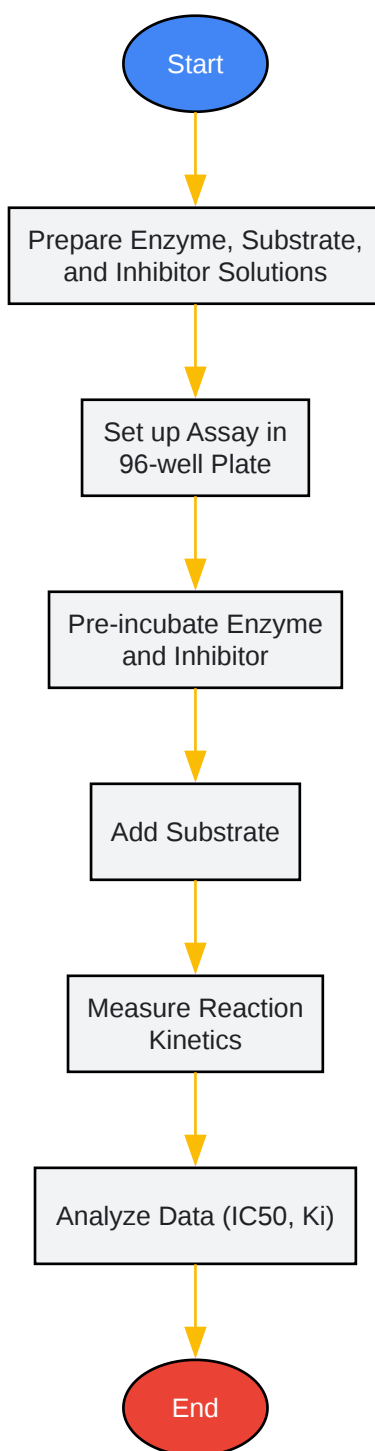 Start
Prepare Enzyme, Substrate,
and Inhibitor Solutions
Set up Assay in
96-well Plate
Pre-incubate Enzyme
and Inhibitor
Add Substrate
Measure Reaction
Kinetics
Analyze Data (IC50, Ki)
End